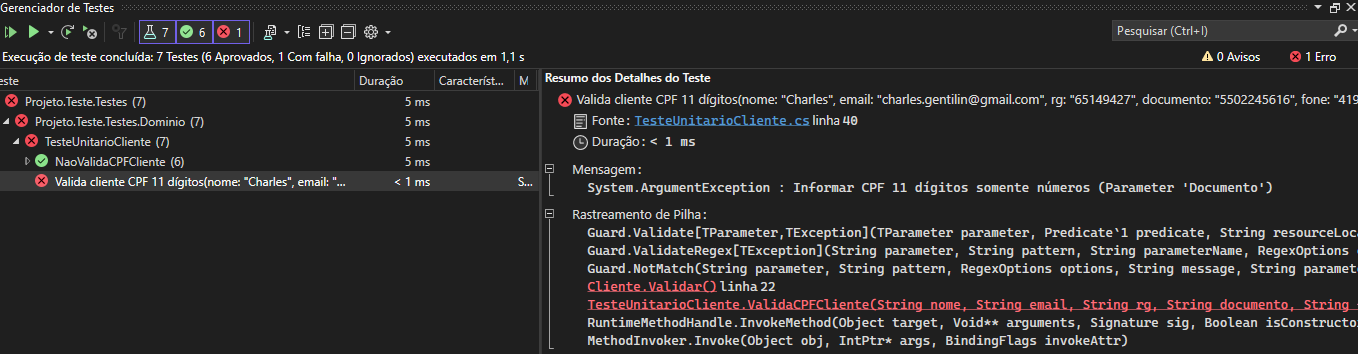 Gerenciador de Testes
7 6 1
Pesquisar (Ctrl+I)
Execução de teste concluída: 7 Testes (6 Aprovados, 1 Com falha, 0 Ignorados) executados em 1,1 s
0 Avisos 1 Erro
este Duração Característ... M
Projeto.Teste.Testes (7) 5 ms
Projeto.Teste.Testes.Dominio (7) 5 ms
TesteUnitarioCliente (7) 5 ms
NaoValidaCPFCliente (6) 5 ms
Valida cliente CPF 11 dígitos(nome: "Charles", email: "... < 1 ms S...
Resumo dos Detalhes do Teste
Valida cliente CPF 11 dígitos(nome: "Charles", email: "charles.gentilin@gmail.com", rg: "65149427", documento: "5502245616", fone: "419
Fonte: TesteUnitarioCliente.cs linha 40
Duração: < 1 ms
Mensagem:
System.ArgumentException : Informar CPF 11 dígitos somente números (Parameter 'Documento')
Rastreamento de Pilha:
Guard.Validate[TParameter,TException](TParameter parameter, Predicate`1 predicate, String resourceLoca
Guard.ValidateRegex[TException](String parameter, String pattern, String parameterName, RegexOptions
Guard.NotMatch(String parameter, String pattern, RegexOptions options, String message, String paramete
Cliente.Validar() linha 22
TesteUnitarioCliente.ValidaCPFCliente(String nome, String email, String rg, String documento, String
RuntimeMethodHandle.InvokeMethod(Object target, Void** arguments, Signature sig, Boolean isConstructo
MethodInvoker.Invoke(Object obj, IntPtr* args, BindingFlags invokeAttr)